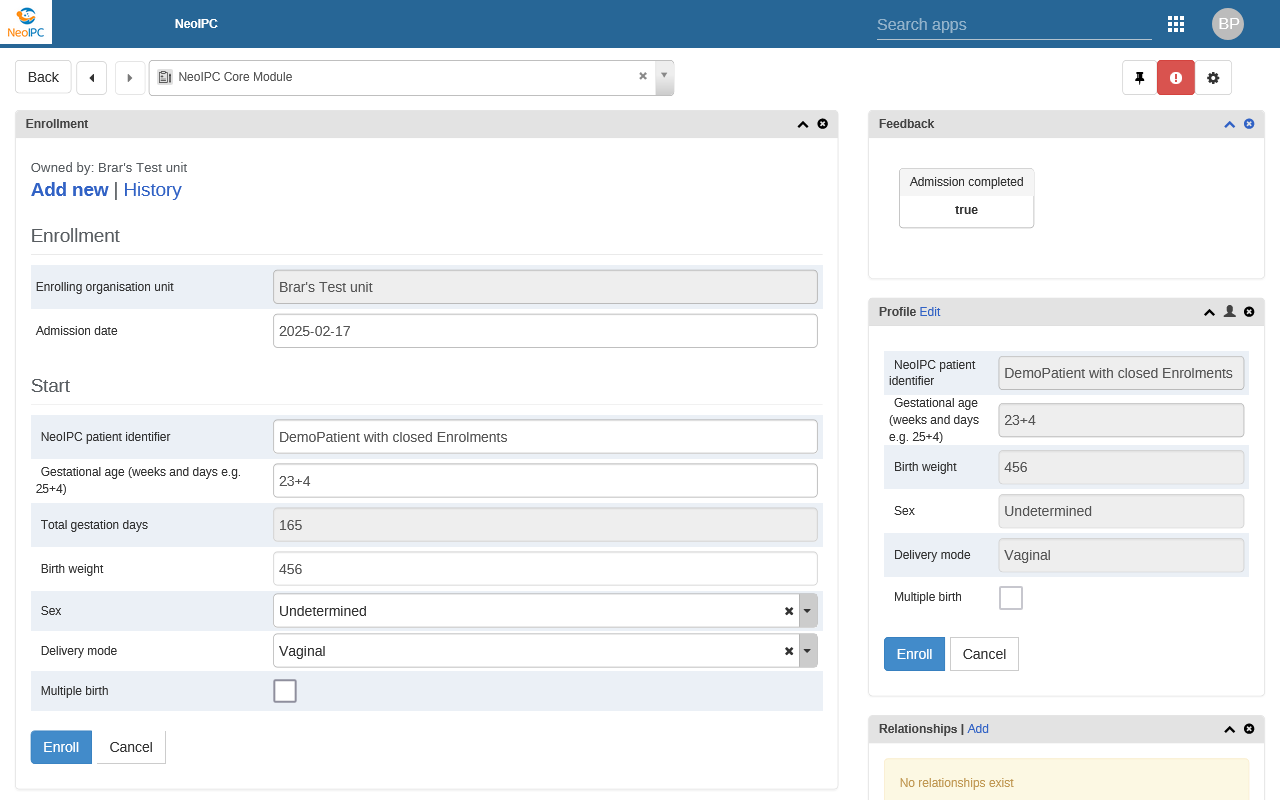 NeoIPC
NeoIPC
Search apps
BP
Back
NeoIPC Core Module
Enrollment
Owned by: Brar's Test unit
Add new | History
Enrollment
Enrolling organisation unit
Brar's Test unit
Admission date
2025-02-17
Start
NeoIPC patient identifier
DemoPatient with closed Enrolments
Gestational age (weeks and days e.g.
25+4)
23+4
Total gestation days
165
Birth weight
456
Sex
Undetermined
Delivery mode
Vaginal
Multiple birth
Enroll
Cancel
Feedback
Admission completed
true
Profile Edit
NeoIPC patient
identifier
DemoPatient with closed Enrolments
Gestational age
(weeks and days
e.g. 25+4)
23+4
Birth weight
456
Sex
Undetermined
Delivery mode
Vaginal
Multiple birth
Enroll
Cancel
Relationships | Add
No relationships exist